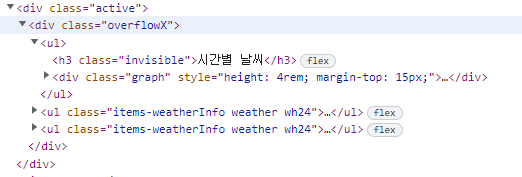 <div class="active">
<div class="overflowX">
<ul>
<h3 class="invisible">시간별 날씨</h3> flex
<div class="graph" style="height: 4rem; margin-top: 15px;">…</div>
</ul>
<ul class="items-weatherInfo weather wh24">…</ul> flex
<ul class="items-weatherInfo weather wh24">…</ul> flex
</div>
</div>